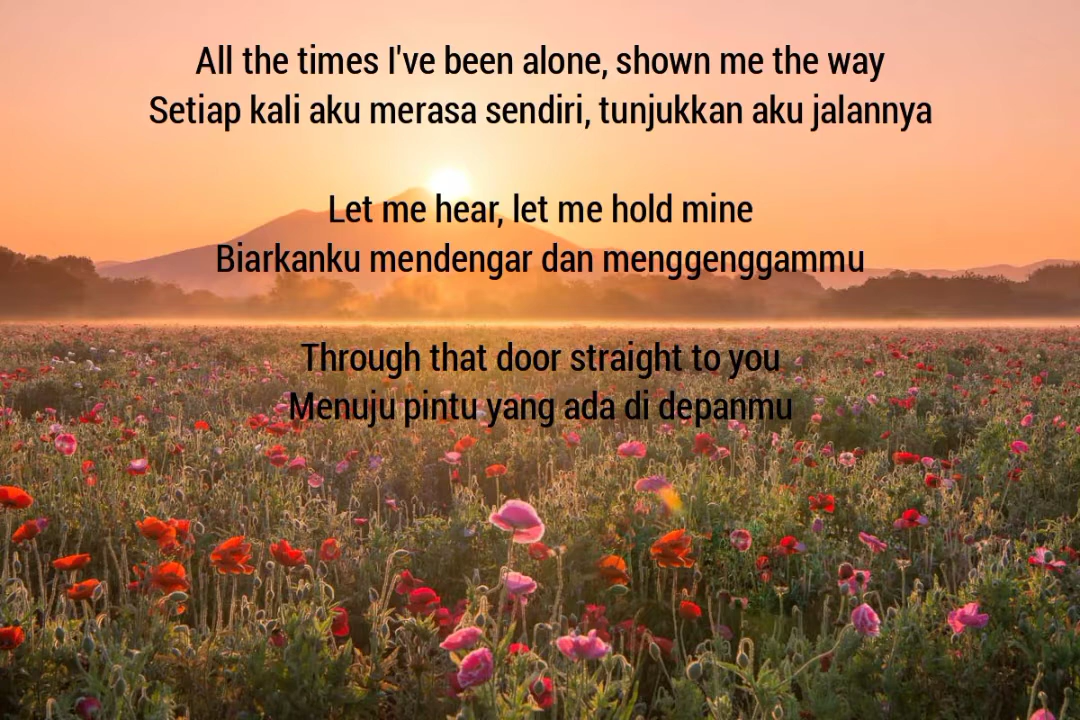 All the times I've been alone, shown me the way
Setiap kali aku merasa sendiri, tunjukkan aku jalannya
Let me hear, let me hold mine
Biarkanku mendengar dan menggenggammu
Through that door straight to you
Menuju pintu yang ada di depanmu